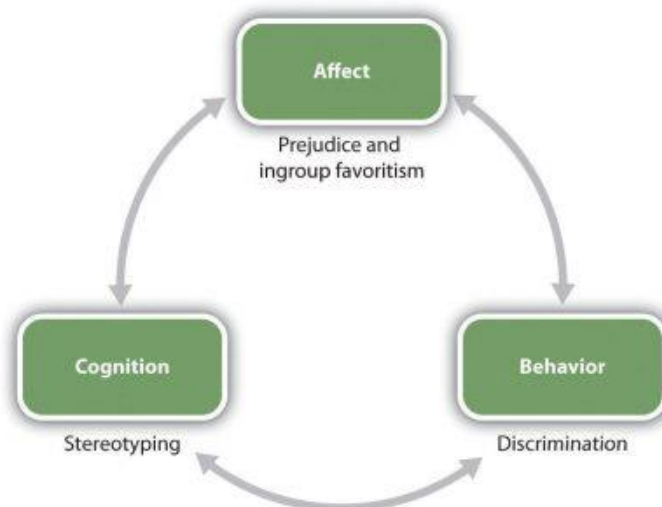 Affect
Prejudice and
ingroup favoritism
Cognition
Stereotyping
Behavior
Discrimination